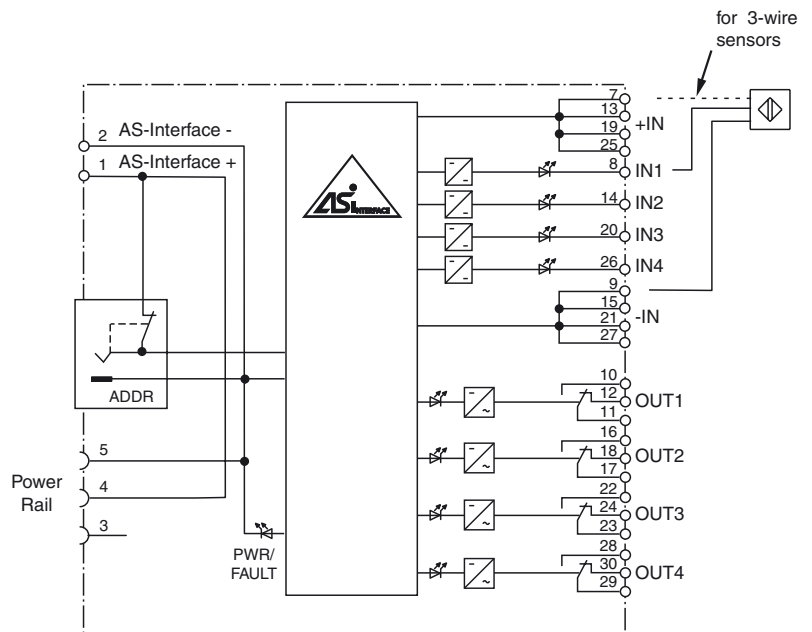 for 3-wire
sensors
2 AS-Interface -
1 AS-Interface +
ASi
INTERFACE
7
13
+IN
19
25
8 IN1
14 IN2
20 IN3
26 IN4
9
15
-IN
21
27
ADDR
10
12 OUT1
11
16
18 OUT2
17
22
24 OUT3
23
28
30 OUT4
29
5
Power
Rail
4
3
PWR/
FAULT